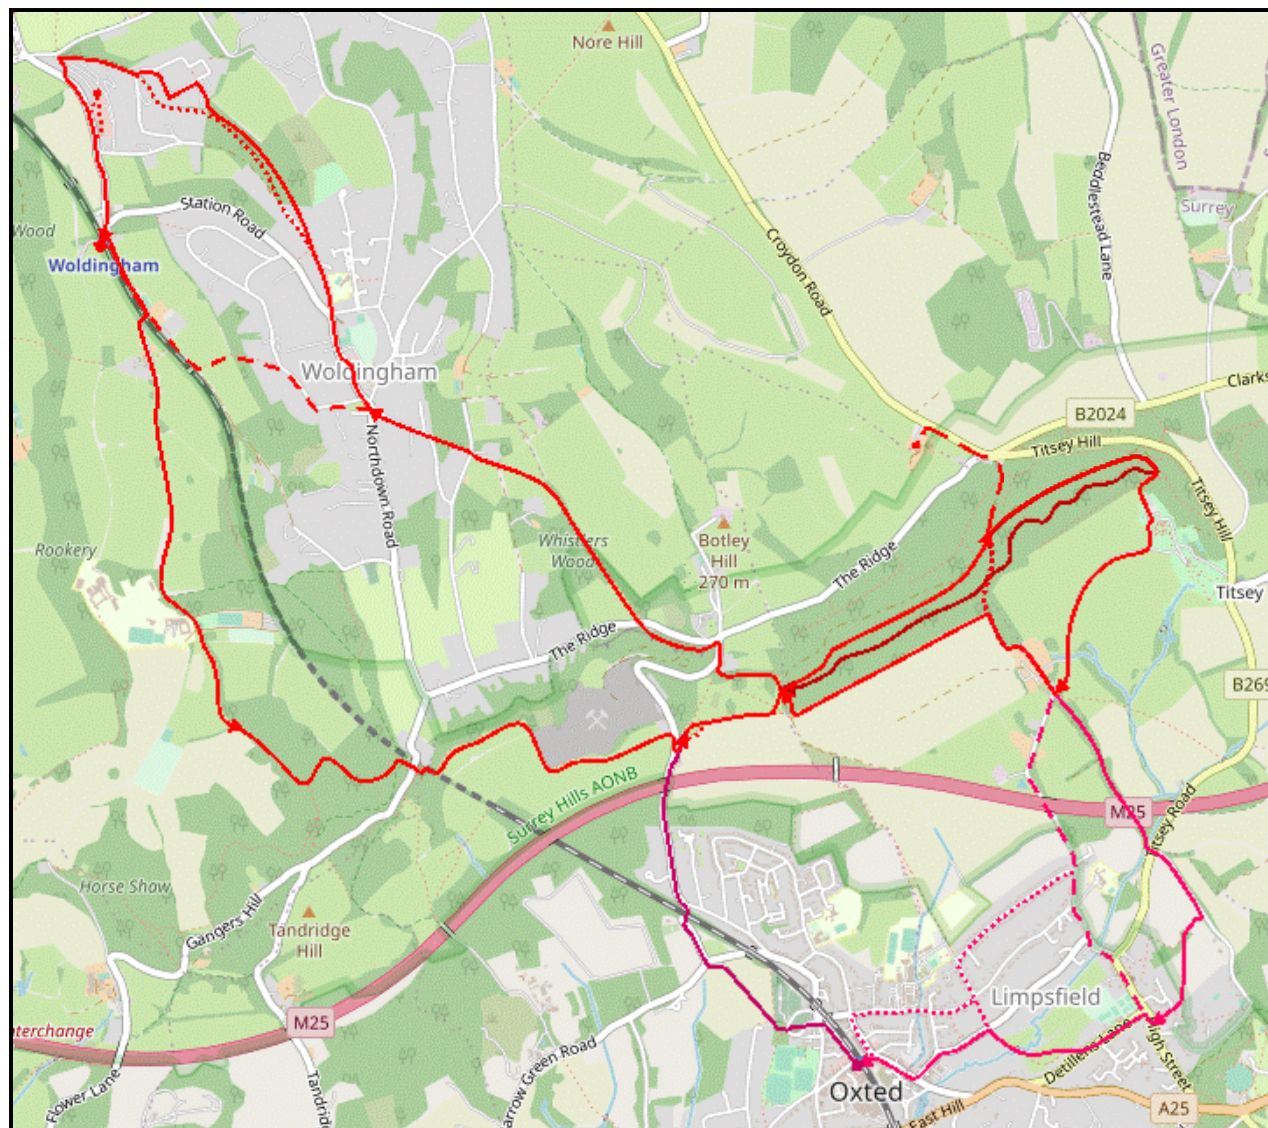 Nore Hill
Greater London
Beddlestead Lane
Station Road
Surrey
Wood
Croydon Road
Woldingham
Woldingham
Clarks
B2024
Titsey Hill
Titsey Hill
Northdown Road
Rookery
Whistlers
Wood
Botley
Hill
270 m
The Ridge
Titsey
The Ridge
B269
Surrey Hills AONB
M25
Titsey Road
Horse Shaw
Gangers Hill
Tandridge
Hill
Limpsfield
M25
nterchange
Flower Lane
Tandridg
arrow Green Road
Detillens Lane
High Street
Oxted
East Hill
A25